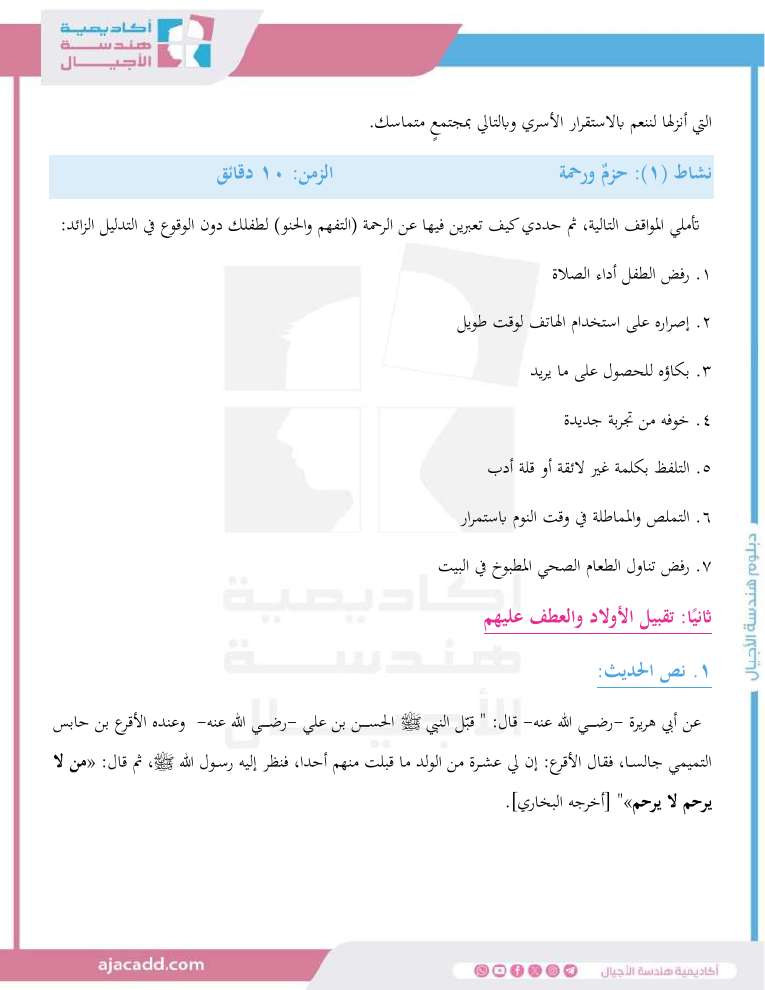 أكاديمية
هندسة
الأجيال
التي أنزلها لننعم بالاستقرار الأسري وبالتالي بمجتمعٍ متماسك.
نشاط (١): حزمٌ ورحمة الزمن: ١٠ دقائق
تأملي المواقف التالية، ثم حددي كيف تعبرين فيها عن الرحمة (التفهم والحنو) لطفلك دون الوقوع في التدليل الزائد:
١. رفض الطفل أداء الصلاة
٢. إصراره على استخدام الهاتف لوقت طويل
٣. بكاؤه للحصول على ما يريد
٤. خوفه من تجربة جديدة
٥. التلفظ بكلمة غير لائقة أو قلة أدب
٦. التملص والمماطلة في وقت النوم باستمرار
٧. رفض تناول الطعام الصحي المطبوخ في البيت
ثانيًا: تقبيل الأولاد والعطف عليهم
١. نص الحديث:
عن أبي هريرة –رضي الله عنه– قال: " قبّل النبي ﷺ الحسن بن علي –رضي الله عنه– وعنده الأقرع بن حابس
التميمي جالسا، فقال الأقرع: إن لي عشرة من الولد ما قبلت منهم أحدا، فنظر إليه رسول الله ﷺ، ثم قال: «من لا
يرحم لا يرحم»" [أخرجه البخاري].
أكاديمية
هندسة
الأجيال
دبلوم هندسة الأجيال
أكاديمية هندسة الأجيال
ajacadd.com